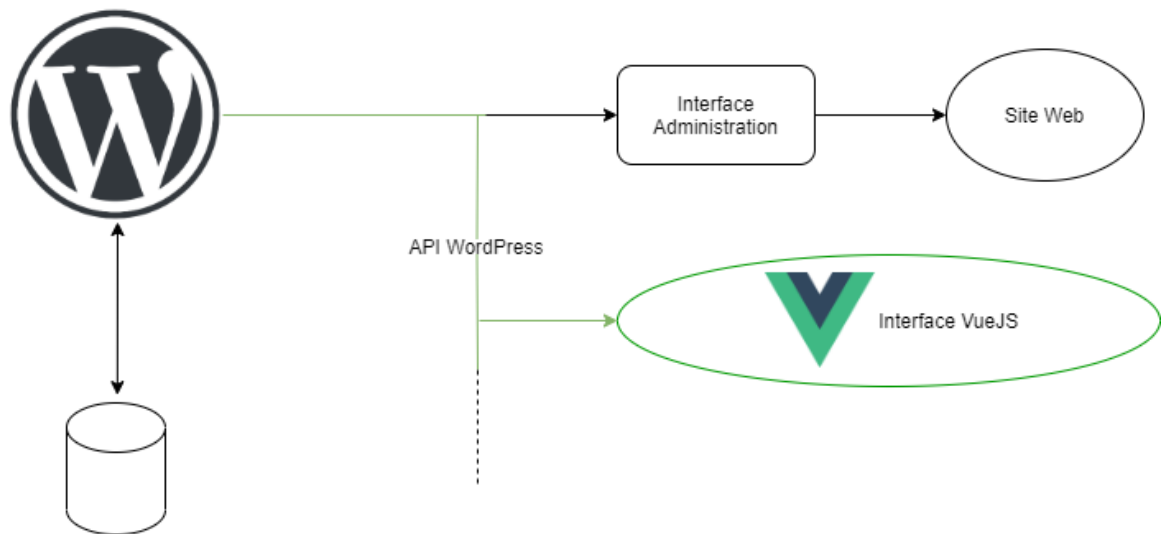 Interface
Administration
Site Web
API WordPress
Interface VueJS